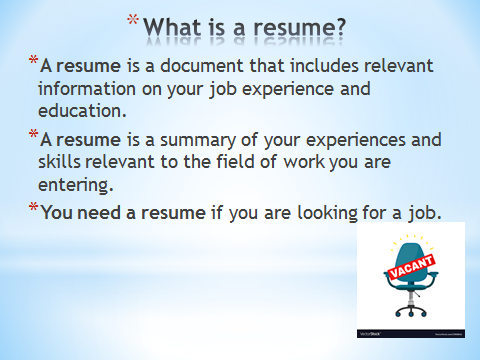 * What is a resume?
* A resume is a document that includes relevant
information on your job experience and
education.
* A resume is a summary of your experiences and
skills relevant to the field of work you are
entering.
* You need a resume if you are looking for a job.
VACANT
VectorStock